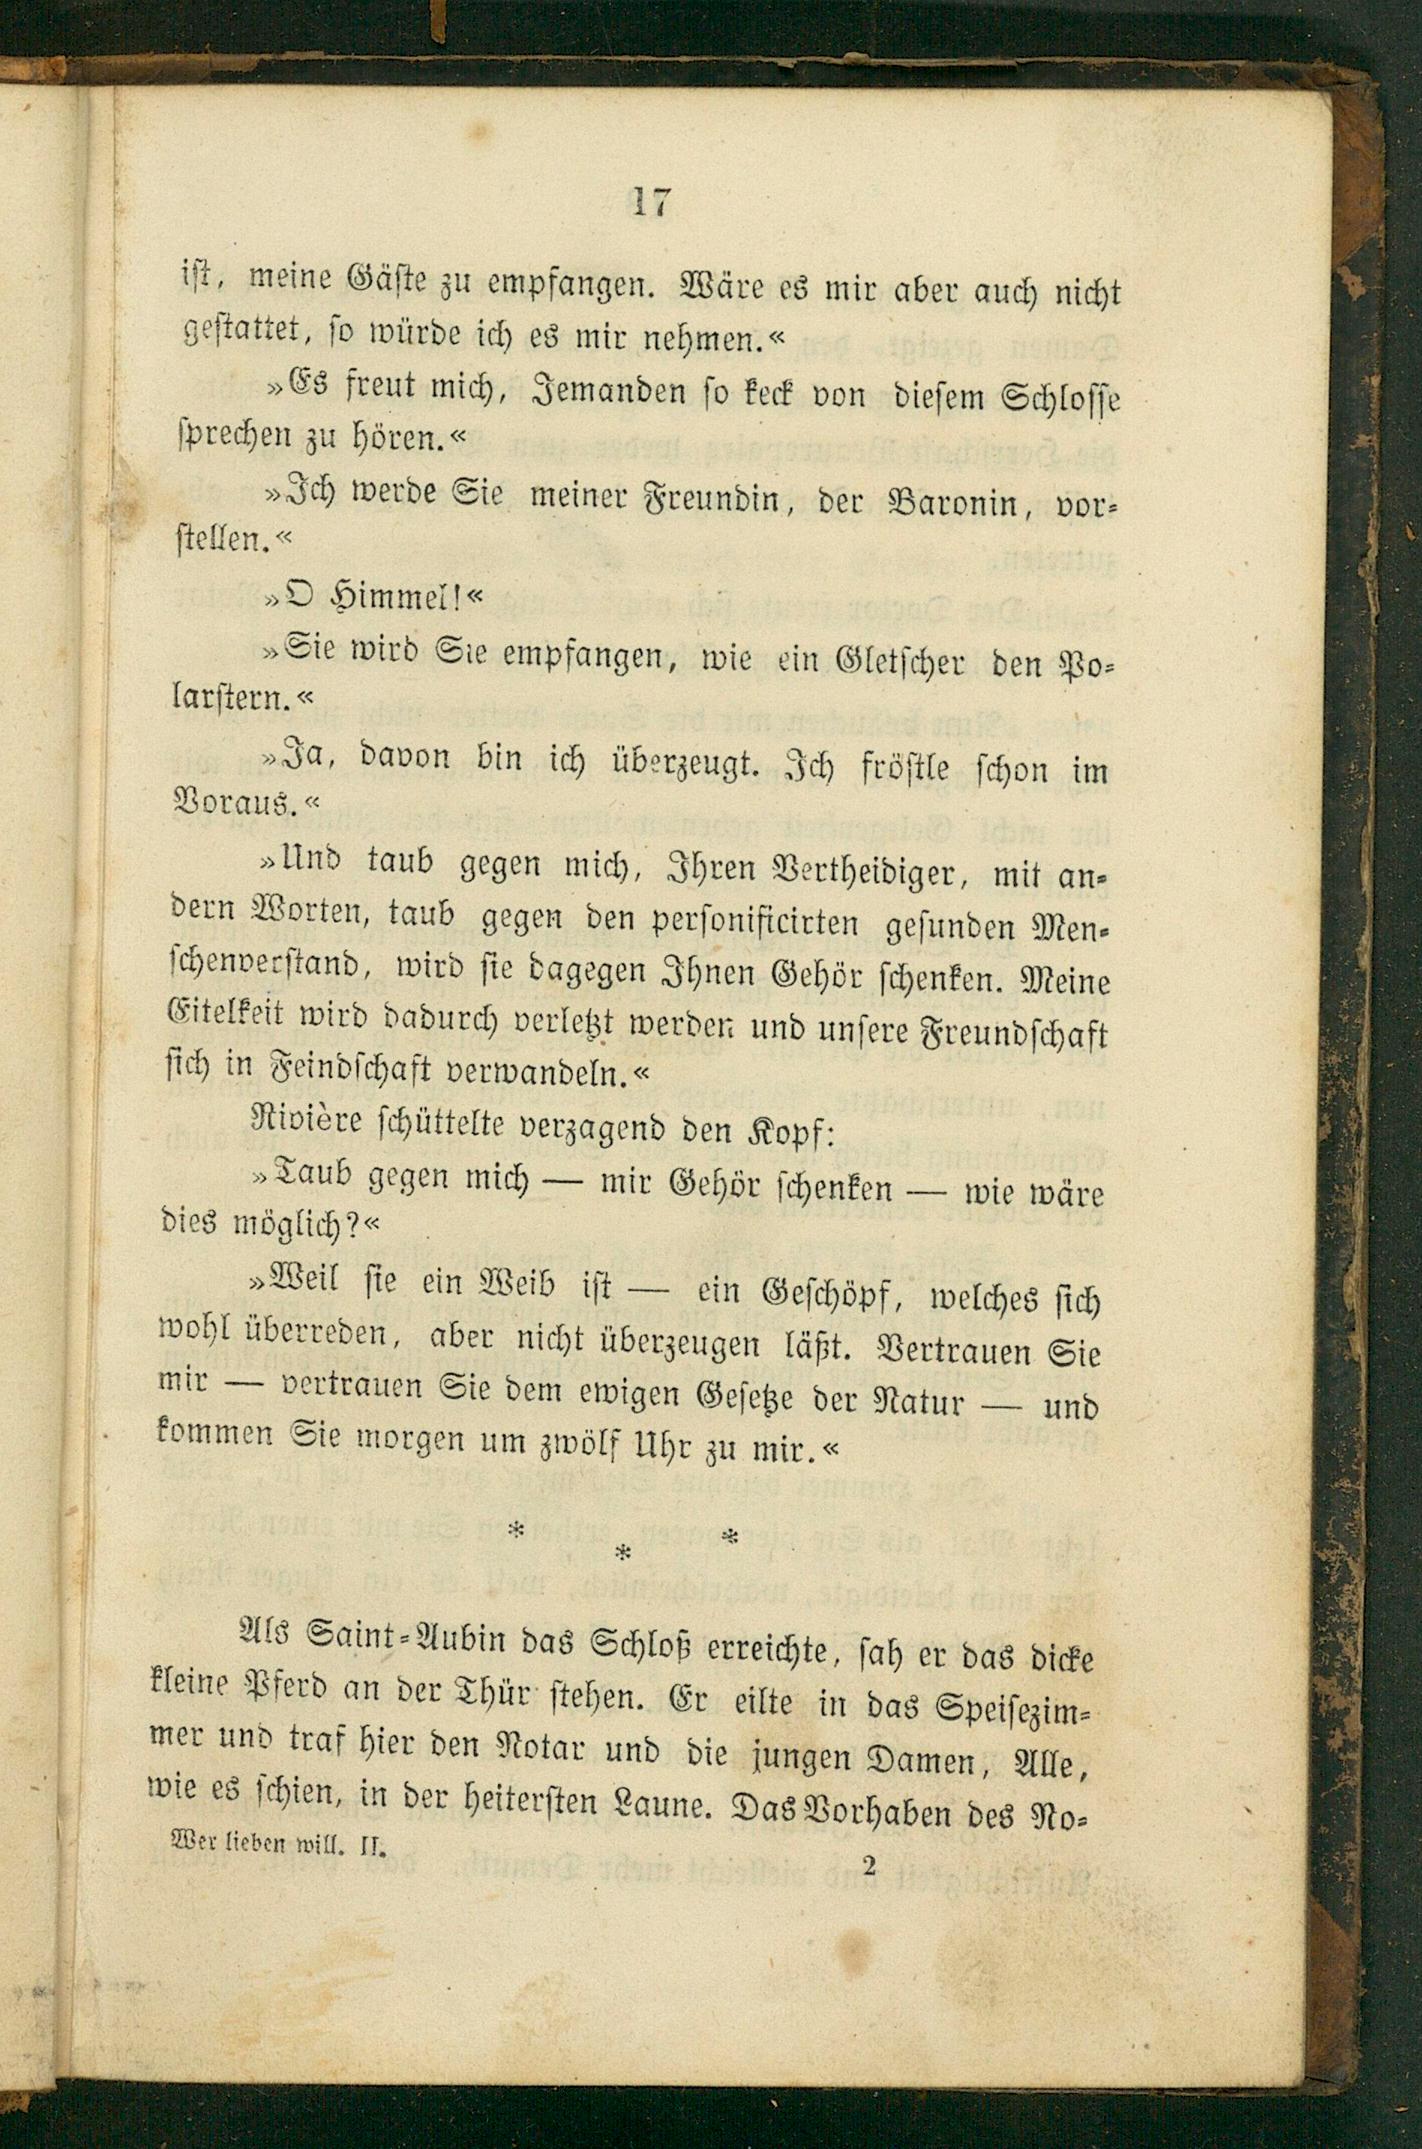 17
ist, meine Gäste zu empfangen. Wäre es mir aber auch nicht
gestattet, so würde ich es mir nehmen.«
»Es freut mich, Jemanden so keck von diesem Schlosse
sprechen zu hören.«
»Ich werde Sie meiner Freundin, der Baronin, vor-
stellen.«
»O Himmel!«
»Sie wird Sie empfangen, wie ein Gletscher den Po-
larstern.«
»Ja, davon bin ich überzeugt. Ich fröstle schon im
Voraus.«
»Und taub gegen mich, Ihren Vertheidiger, mit an-
dern Worten, taub gegen den personificirten gesunden Men-
schenverstand, wird sie dagegen Ihnen Gehör schenken. Meine
Eitelkeit wird dadurch verletzt werden und unsere Freundschaft
sich in Feindschaft verwandeln.«
Rivière schüttelte verzagend den Kopf:
»Taub gegen mich — mir Gehör schenken — wie wäre
dies möglich?«
»Weil sie ein Weib ist — ein Geschöpf, welches sich
wohl überreden, aber nicht überzeugen läßt. Vertrauen Sie
mir — vertrauen Sie dem ewigen Gesetze der Natur — und
kommen Sie morgen um zwölf Uhr zu mir.«
* * *
Als Saint-Aubin das Schloß erreichte, sah er das dicke
kleine Pferd an der Thür stehen. Er eilte in das Speisezim-
mer und traf hier den Notar und die jungen Damen, Alle,
wie es schien, in der heitersten Laune. Das Vorhaben des No-
Wer lieben will. II. 2